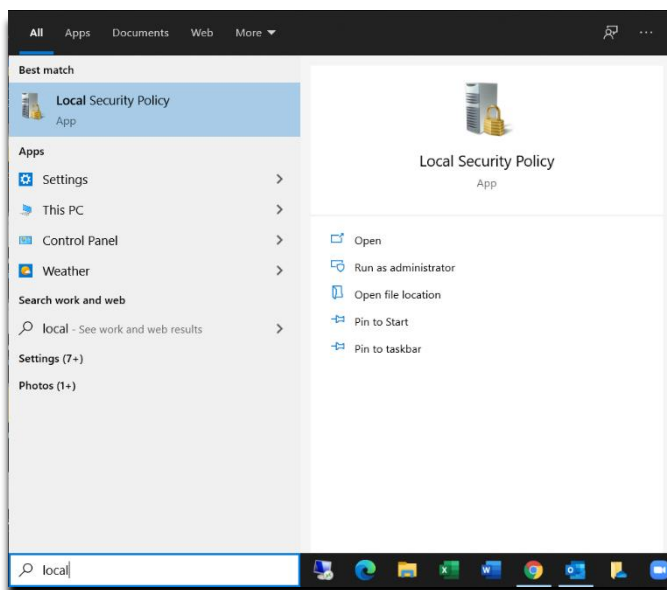 All Apps Documents Web More
Best match
Local Security Policy
App
Apps
Settings
This PC
Control Panel
Weather
Search work and web
local - See work and web results
Settings (7+)
Photos (1+)
Local Security Policy
App
Open
Run as administrator
Open file location
Pin to Start
Pin to taskbar
local